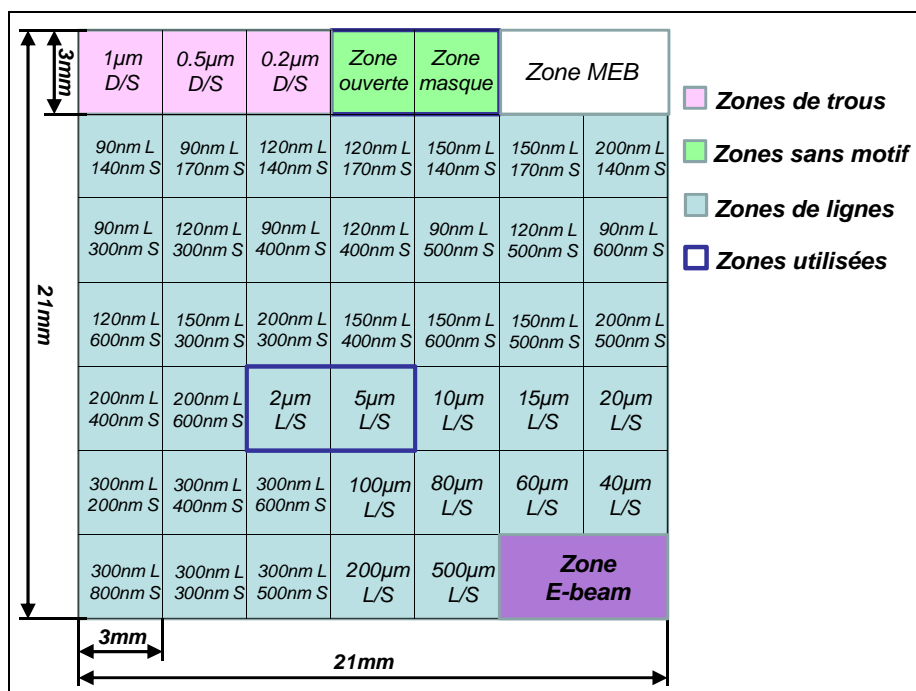 3mm
1µm
D/S
0.5µm
D/S
0.2µm
D/S
Zone
ouverte
Zone
masque
Zone MEB
90nm L
140nm S
90nm L
170nm S
120nm L
140nm S
120nm L
170nm S
150nm L
140nm S
150nm L
170nm S
200nm L
140nm S
90nm L
300nm S
120nm L
300nm S
90nm L
400nm S
120nm L
400nm S
90nm L
500nm S
120nm L
500nm S
90nm L
600nm S
21mm
120nm L
600nm S
150nm L
300nm S
200nm L
300nm S
150nm L
400nm S
150nm L
600nm S
150nm L
500nm S
200nm L
500nm S
200nm L
400nm S
200nm L
600nm S
2µm
L/S
5µm
L/S
10µm
L/S
15µm
L/S
20µm
L/S
300nm L
200nm S
300nm L
400nm S
300nm L
600nm S
100µm
L/S
80µm
L/S
60µm
L/S
40µm
L/S
300nm L
800nm S
300nm L
300nm S
300nm L
500nm S
200µm
L/S
500µm
L/S
Zone
E-beam
3mm
21mm
Zones de trous
Zones sans motif
Zones de lignes
Zones utilisées